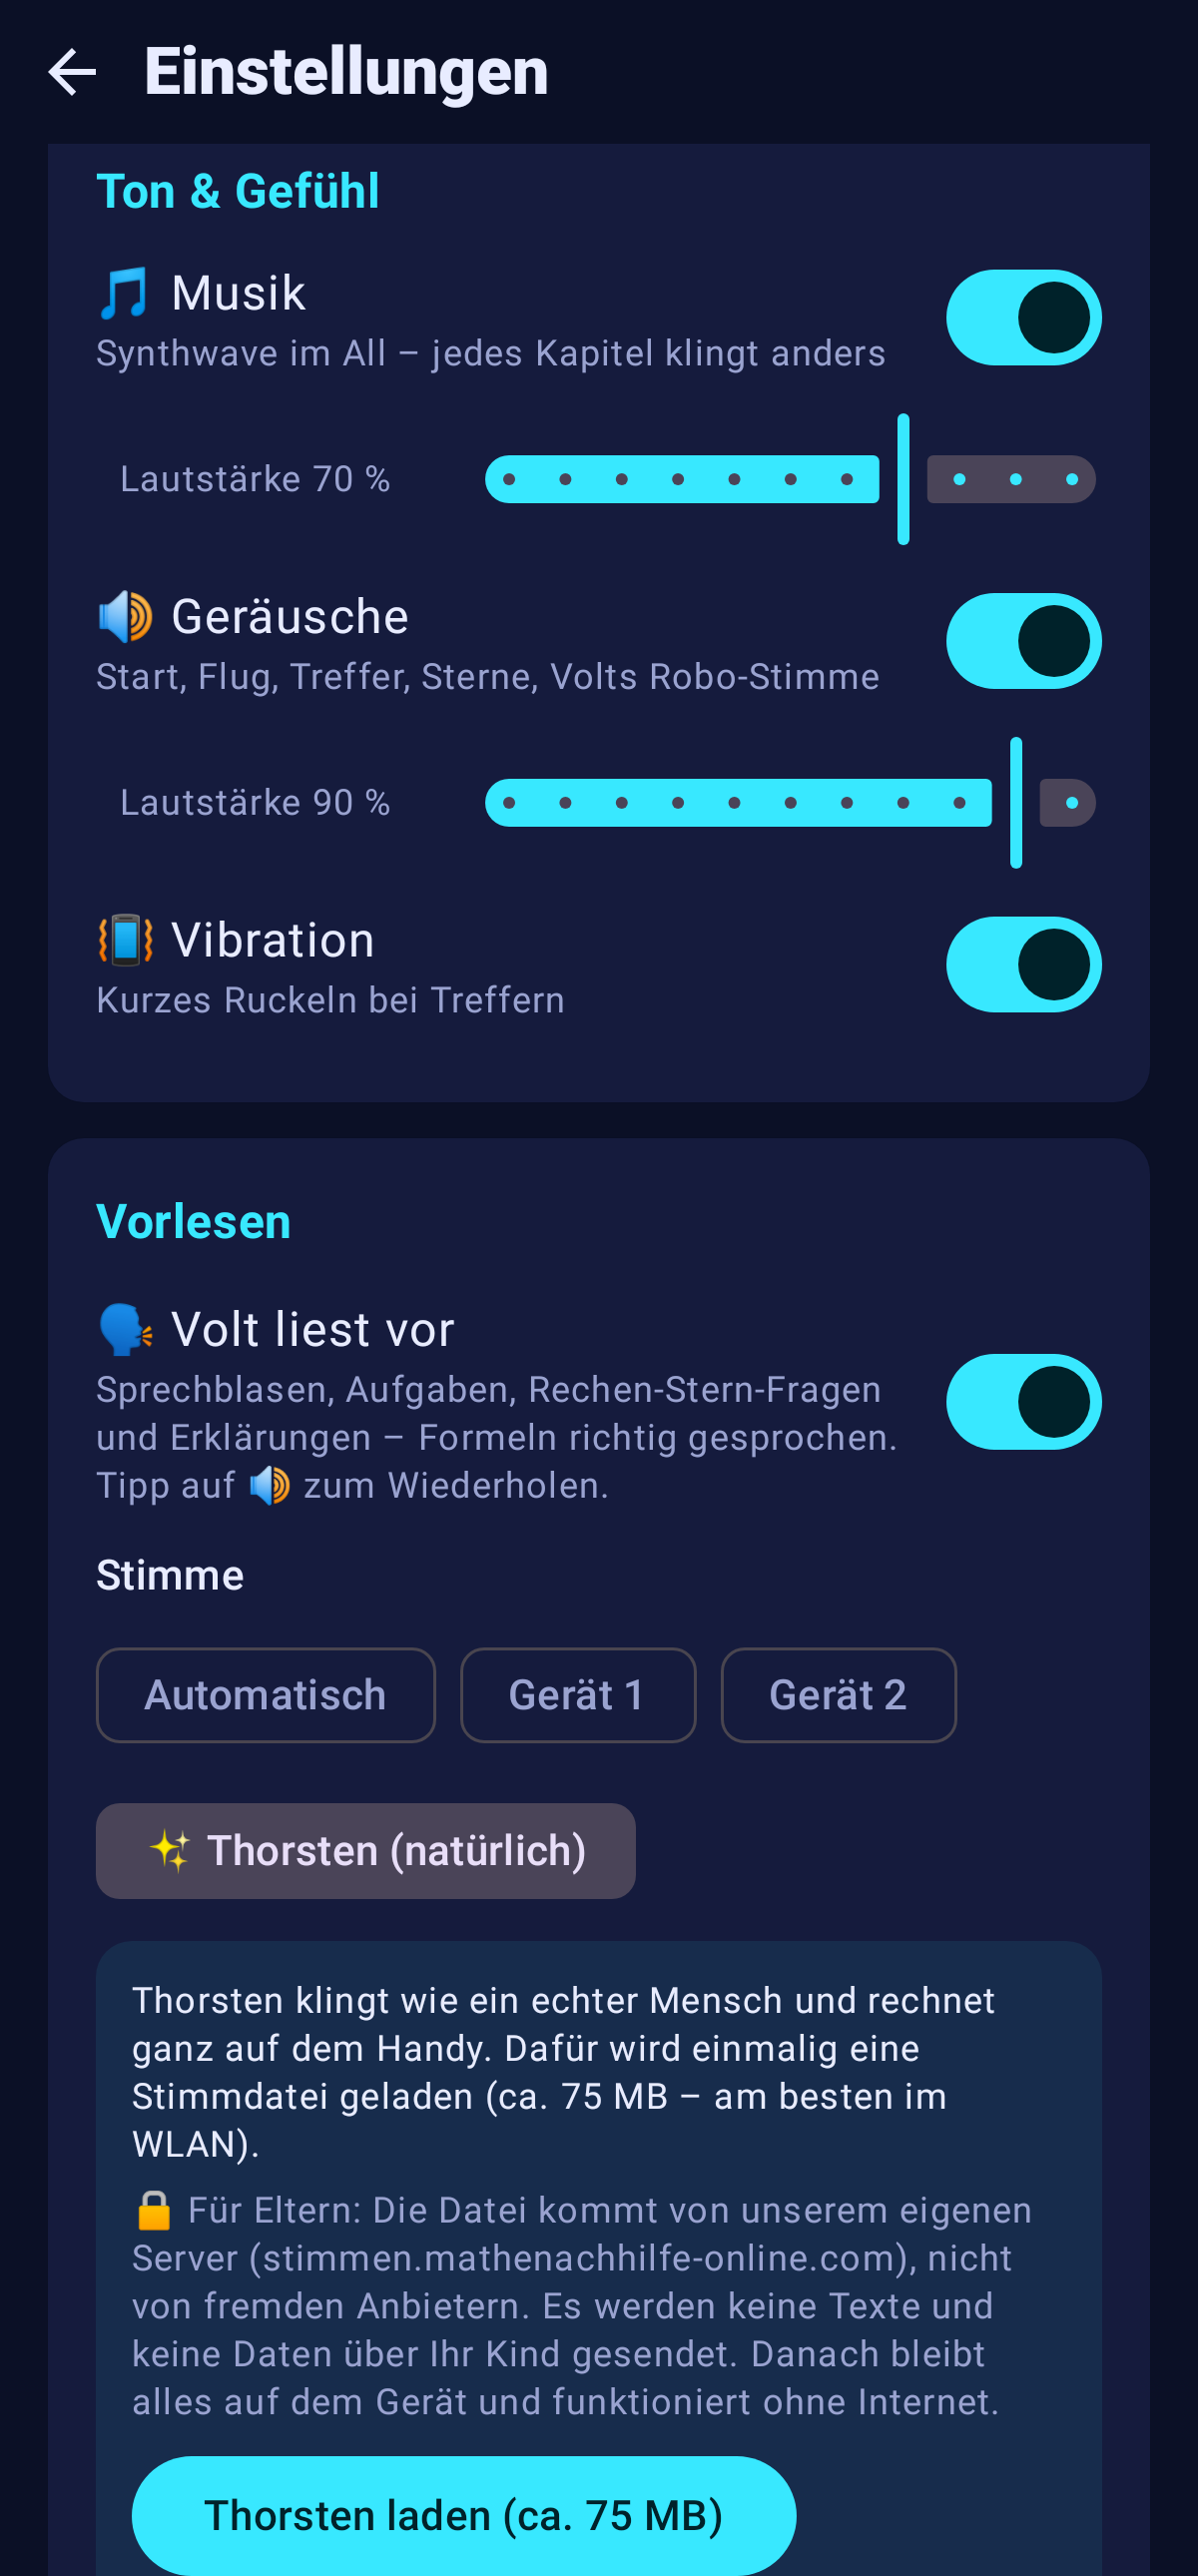 Einstellungen
Ton & Gefühl
🎵 Musik
Synthwave im All – jedes Kapitel klingt anders
Lautstärke 70 %
🔊 Geräusche
Start, Flug, Treffer, Sterne, Volts Robo-Stimme
Lautstärke 90 %
📳 Vibration
Kurzes Ruckeln bei Treffern
Vorlesen
🗣️ Volt liest vor
Sprechblasen, Aufgaben, Rechen-Stern-Fragen
und Erklärungen – Formeln richtig gesprochen.
Tipp auf 🔊 zum Wiederholen.
Stimme
Automatisch
Gerät 1
Gerät 2
✨ Thorsten (natürlich)
Thorsten klingt wie ein echter Mensch und rechnet
ganz auf dem Handy. Dafür wird einmalig eine
Stimmdatei geladen (ca. 75 MB – am besten im
WLAN).
🔒 Für Eltern: Die Datei kommt von unserem eigenen
Server (stimmen.mathenachhilfe-online.com), nicht
von fremden Anbietern. Es werden keine Texte und
keine Daten über Ihr Kind gesendet. Danach bleibt
alles auf dem Gerät und funktioniert ohne Internet.
Thorsten laden (ca. 75 MB)